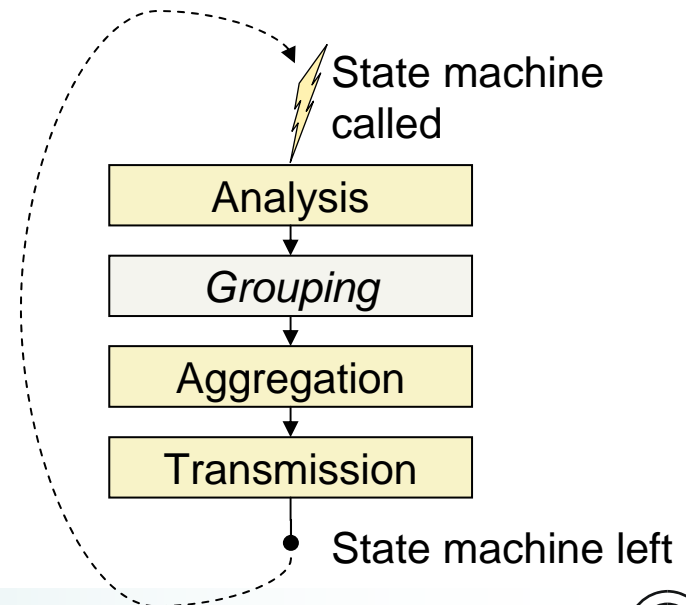 State machine
called
Analysis
Grouping
Aggregation
Transmission
State machine left